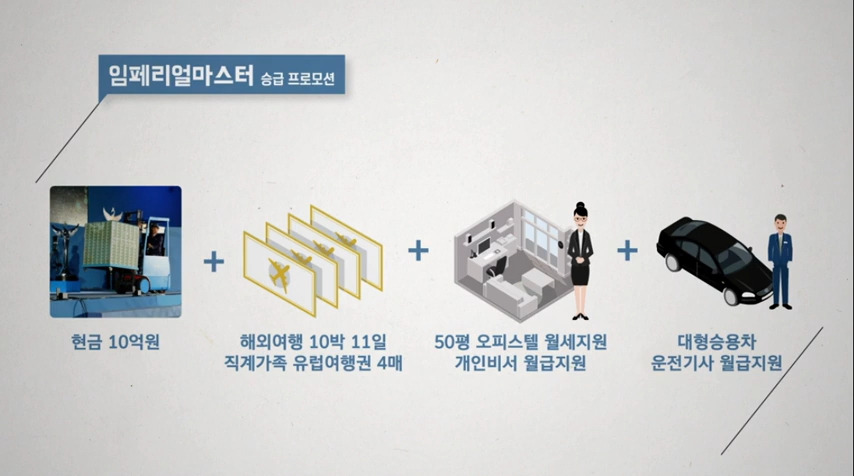 임페리얼마스터 승급 프로모션
현금 10억원
해외여행 10박 11일
직계가족 유럽여행권 4매
50평 오피스텔 월세지원
개인비서 월급지원
대형승용차
운전기사 월급지원